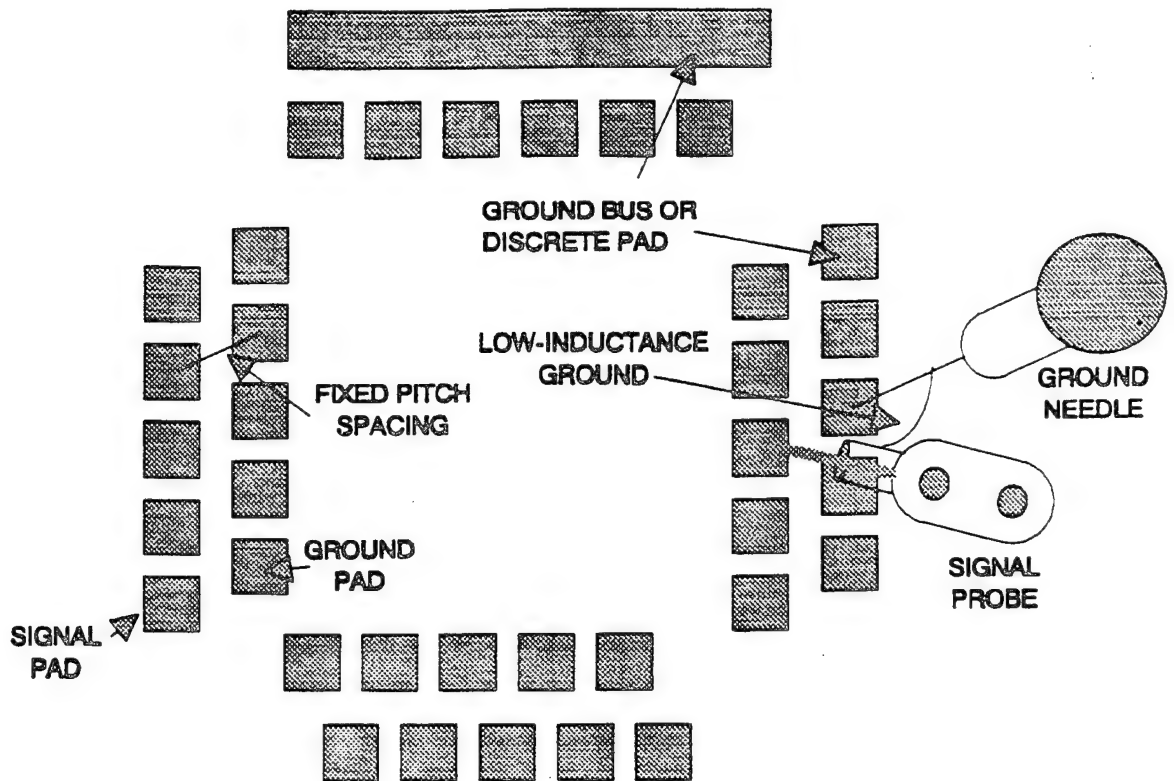 GROUND BUS OR
DISCRETE PAD
LOW-INDUCTANCE
GROUND
GROUND
NEEDLE
FIXED PITCH
SPACING
GROUND
PAD
SIGNAL
PROBE
SIGNAL
PAD